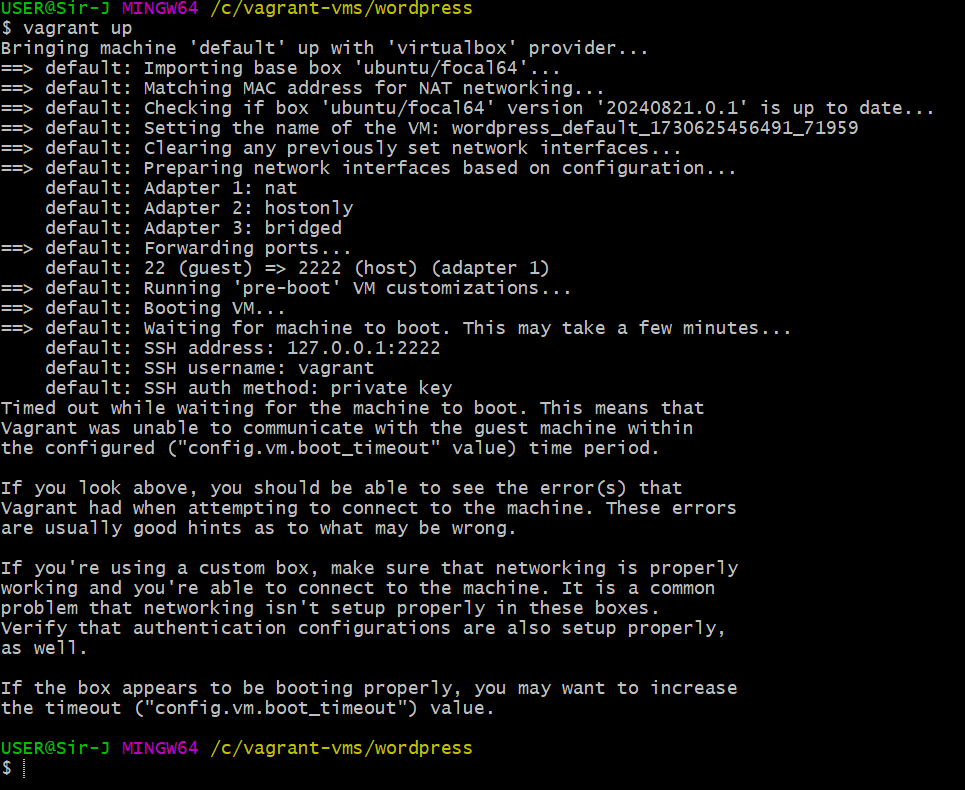 USER@Sir-J MINGW64 /c/vagrant-vms/wordpress
$ vagrant up
Bringing machine 'default' up with 'virtualbox' provider...
==> default: Importing base box 'ubuntu/focal64'...
==> default: Matching MAC address for NAT networking...
==> default: Checking if box 'ubuntu/focal64' version '20240821.0.1' is up to date...
==> default: Setting the name of the VM: wordpress_default_1730625456491_71959
==> default: Clearing any previously set network interfaces...
==> default: Preparing network interfaces based on configuration...
    default: Adapter 1: nat
    default: Adapter 2: hostonly
    default: Adapter 3: bridged
==> default: Forwarding ports...
    default: 22 (guest) => 2222 (host) (adapter 1)
==> default: Running 'pre-boot' VM customizations...
==> default: Booting VM...
==> default: Waiting for machine to boot. This may take a few minutes...
    default: SSH address: 127.0.0.1:2222
    default: SSH username: vagrant
    default: SSH auth method: private key
Timed out while waiting for the machine to boot. This means that
Vagrant was unable to communicate with the guest machine within
the configured ("config.vm.boot_timeout" value) time period.

If you look above, you should be able to see the error(s) that
Vagrant had when attempting to connect to the machine. These errors
are usually good hints as to what may be wrong.

If you're using a custom box, make sure that networking is properly
working and you're able to connect to the machine. It is a common
problem that networking isn't setup properly in these boxes.
Verify that authentication configurations are also setup properly,
as well.

If the box appears to be booting properly, you may want to increase
the timeout ("config.vm.boot_timeout") value.

USER@Sir-J MINGW64 /c/vagrant-vms/wordpress
$